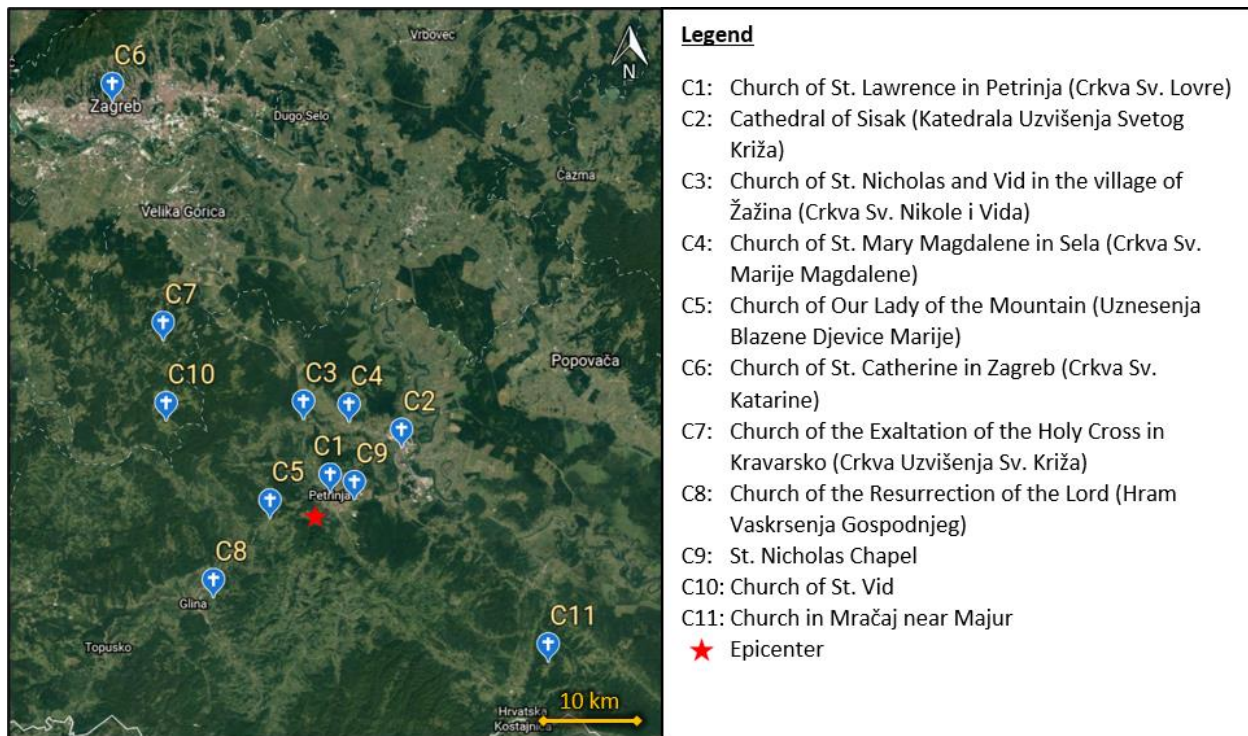 C6
Vrbovec
N
Zagreb
Dugo Selo
Čazma
Velika Gorica
C7
Popovača
C10
C3
C4
C2
C1
C9
C5
Petrinja
C8
Glina
C11
Topusko
10 km
Hrvatska
Kostajnica
Legend
C1: Church of St. Lawrence in Petrinja (Crkva Sv. Lovre)
C2: Cathedral of Sisak (Katedrala Uzvišenja Svetog
Križa)
C3: Church of St. Nicholas and Vid in the village of
Žažina (Crkva Sv. Nikole i Vida)
C4: Church of St. Mary Magdalene in Sela (Crkva Sv.
Marije Magdalene)
C5: Church of Our Lady of the Mountain (Uznesenja
Blazene Djevice Marije)
C6: Church of St. Catherine in Zagreb (Crkva Sv.
Katarine)
C7: Church of the Exaltation of the Holy Cross in
Kravarsko (Crkva Uzvišenja Sv. Križa)
C8: Church of the Resurrection of the Lord (Hram
Vaskrsenja Gospodnjeg)
C9: St. Nicholas Chapel
C10: Church of St. Vid
C11: Church in Mračaj near Majur
Epicenter